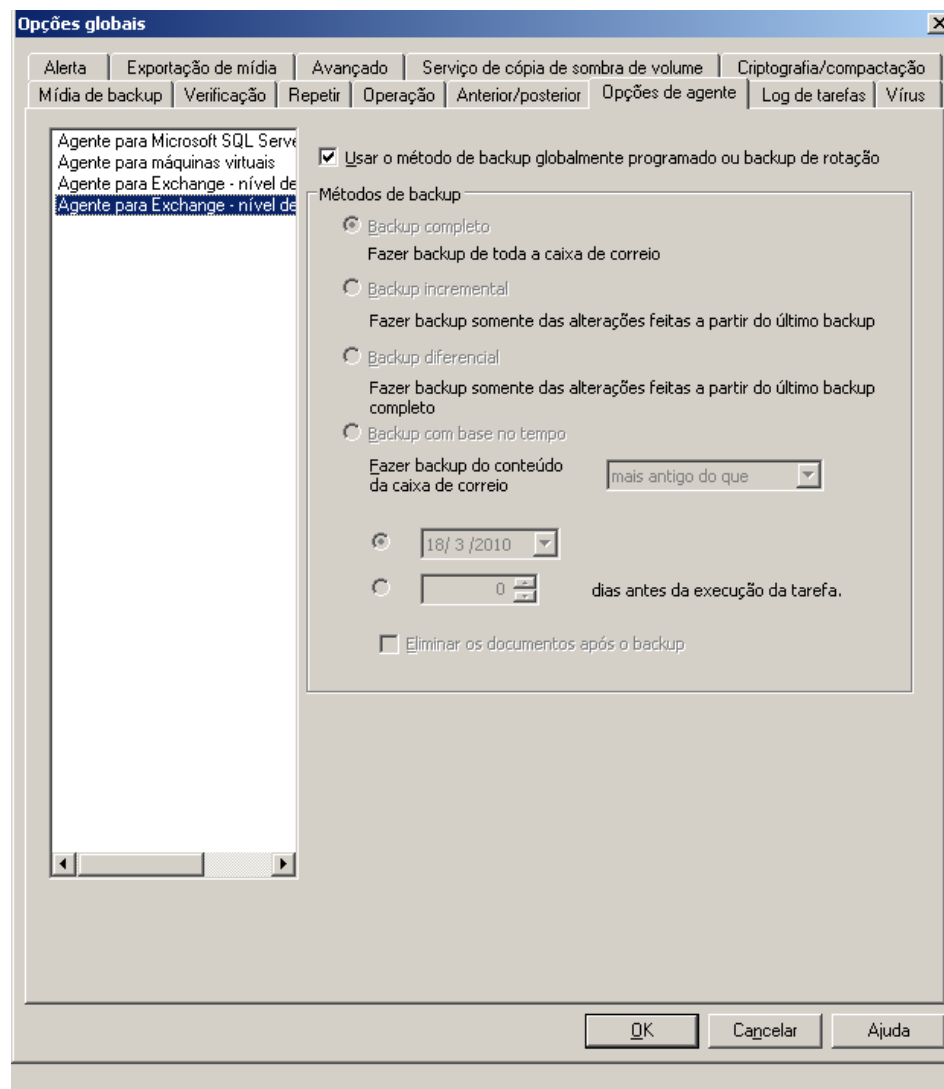 Opções globais
Alerta Exportação de mídia Avançado Serviço de cópia de sombra de volume Criptografia/compactação
Mídia de backup Verificação Repetir Operação Anterior/posterior Opções de agente Log de tarefas Vírus
Agente para Microsoft SQL Serve
Agente para máquinas virtuais
Agente para Exchange - nível de
Agente para Exchange - nível de
Usar o método de backup globalmente programado ou backup de rotação
Métodos de backup
Backup completo
Fazer backup de toda a caixa de correio
Backup incremental
Fazer backup somente das alterações feitas a partir do último backup
Backup diferencial
Fazer backup somente das alterações feitas a partir do último backup
completo
Backup com base no tempo
Fazer backup do conteúdo
da caixa de correio
mais antigo do que
18/ 3 /2010
0
dias antes da execução da tarefa.
Eliminar os documentos após o backup
OK Cancelar Ajuda